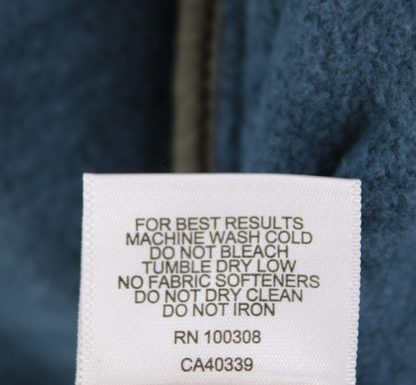 FOR BEST RESULTS
MACHINE WASH COLD
DO NOT BLEACH
TUMBLE DRY LOW
NO FABRIC SOFTENERS
DO NOT DRY CLEAN
DO NOT IRON
RN 100308
CA40339